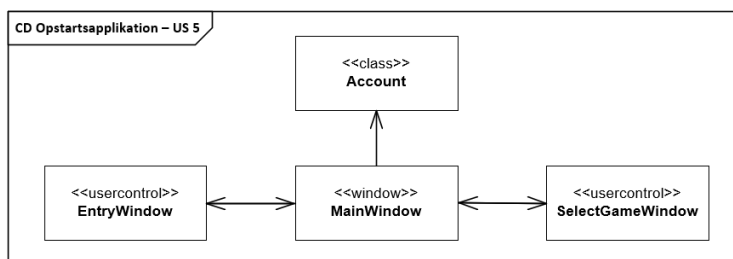 CD Opstartsapplikation – US 5
<<class>>
Account
<<usercontrol>>
EntryWindow
<<window>>
MainWindow
<<usercontrol>>
SelectGameWindow